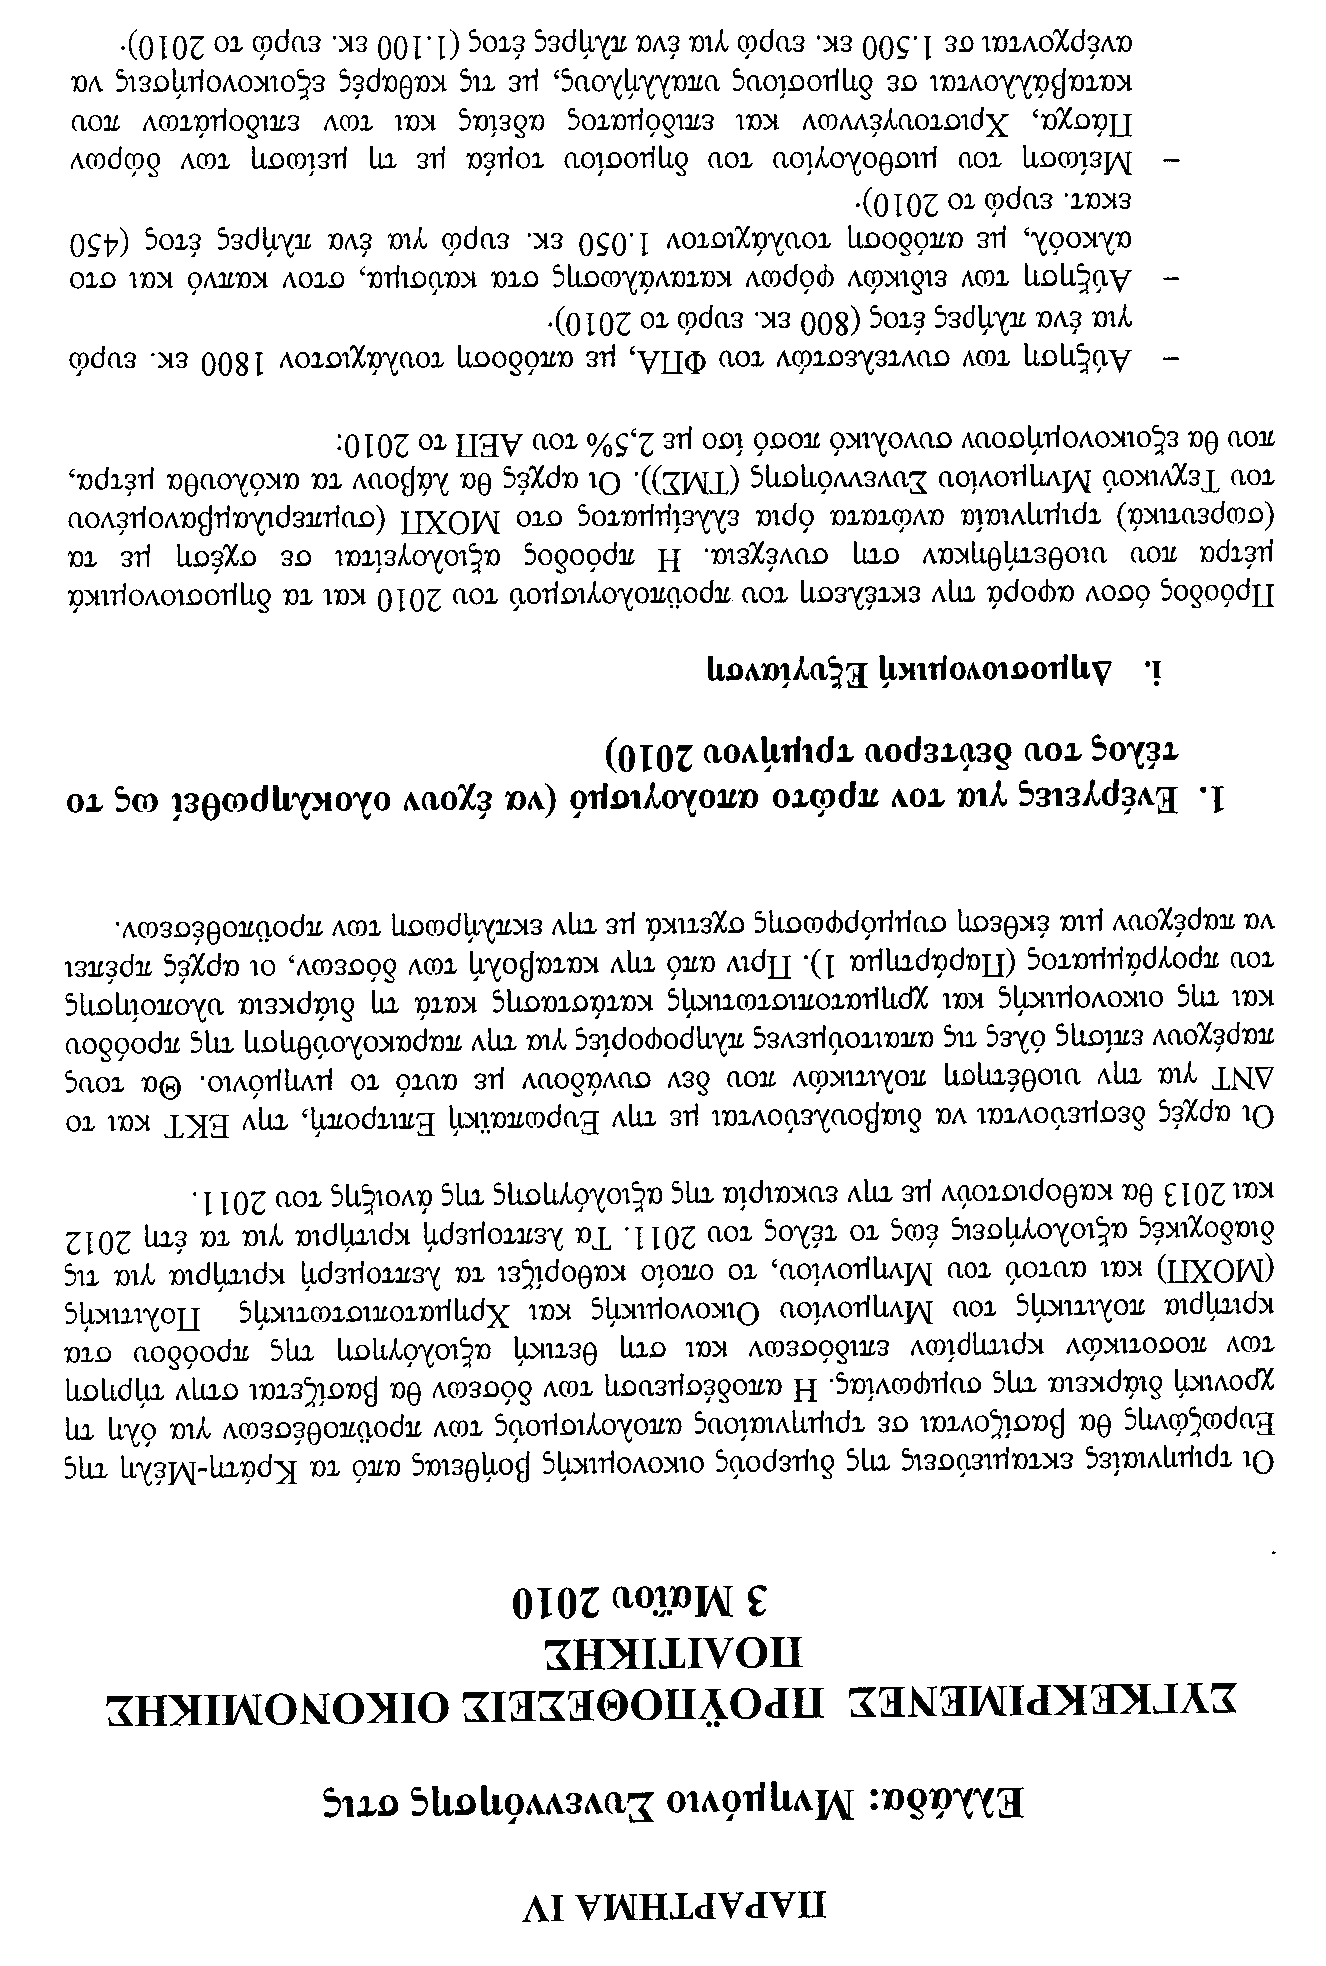 ΠΑΡΑΡΤΗΜΑ IV
Ελλάδα: Μνημόνιο Συνεννόησης στις
ΣΥΓΚΕΚΡΙΜΕΝΕΣ ΠΡΟΫΠΟΘΕΣΕΙΣ ΟΙΚΟΝΟΜΙΚΗΣ
ΠΟΛΙΤΙΚΗΣ
3 Μαΐου 2010
Οι τριμηνιαίες εκταμιεύσεις της διμερούς οικονομικής βοήθειας από τα Κράτη-Μέλη της
Ευρωζώνης θα βασίζονται σε τριμηνιαίους απολογισμούς των προϋποθέσεων για όλη τη
χρονική διάρκεια της συμφωνίας. Η αποδέσμευση των δόσεων θα βασίζεται στην τήρηση
των ποσοτικών κριτηρίων επιδόσεων και στη θετική αξιολόγηση της προόδου στα
κριτήρια πολιτικής του Μνημονίου Οικονομικής και Χρηματοπιστωτικής Πολιτικής
(ΜΟΧΠ) και αυτού του Μνημονίου, το οποίο καθορίζει τα λεπτομερή κριτήρια για τις
διαδοχικές αξιολογήσεις έως το τέλος του 2011. Τα λεπτομερή κριτήρια για τα έτη 2012
και 2013 θα καθοριστούν με την ευκαιρία της αξιολόγησης της άνοιξης του 2011.
Οι αρχές δεσμεύονται να διαβουλεύονται με την Ευρωπαϊκή Επιτροπή, την ΕΚΤ και το
ΔΝΤ για την υιοθέτηση πολιτικών που δεν συνάδουν με αυτό το μνημόνιο. Θα τους
παρέχουν επίσης όλες τις απαιτούμενες πληροφορίες για την παρακολούθηση της προόδου
και της οικονομικής και χρηματοπιστωτικής κατάστασης κατά τη διάρκεια υλοποίησης
του προγράμματος (Παράρτημα 1). Πριν από την καταβολή των δόσεων, οι αρχές πρέπει
να παρέχουν μια έκθεση συμμόρφωσης σχετικά με την εκπλήρωση των προϋποθέσεων.
1. Ενέργειες για τον πρώτο απολογισμό (να έχουν ολοκληρωθεί ως το
τέλος του δεύτερου τριμήνου 2010)
i. Δημοσιονομική Εξυγίανση
Πρόοδος όσον αφορά την εκτέλεση του προϋπολογισμού του 2010 και τα δημοσιονομικά
μέτρα που υιοθετήθηκαν στη συνέχεια. Η πρόοδος αξιολογείται σε σχέση με τα
(σωρευτικά) τριμηνιαία ανώτατα όρια ελλείμματος στο ΜΟΧΠ (συμπεριλαμβανομένου
του Τεχνικού Μνημονίου Συνεννόησης (ΤΜΣ)). Οι αρχές θα λάβουν τα ακόλουθα μέτρα,
που θα εξοικονομήσουν συνολικό ποσό ίσο με 2,5% του ΑΕΠ το 2010:
– Αύξηση των συντελεστών του ΦΠΑ, με απόδοση τουλάχιστον 1800 εκ. ευρώ
για ένα πλήρες έτος (800 εκ. ευρώ το 2010)·
– Αύξηση των ειδικών φόρων κατανάλωσης στα καύσιμα, στον καπνό και στο
αλκοόλ, με απόδοση τουλάχιστον 1.050 εκ. ευρώ για ένα πλήρες έτος (450
εκατ. ευρώ το 2010)·
– Μείωση του μισθολογίου του δημοσίου τομέα με τη μείωση των δώρων
Πάσχα, Χριστουγέννων και επιδόματος αδείας και των επιδομάτων που
καταβάλλονται σε δημοσίους υπαλλήλους, με τις καθαρές εξοικονομήσεις να
ανέρχονται σε 1.500 εκ. ευρώ για ένα πλήρες έτος (1.100 εκ. ευρώ το 2010)·